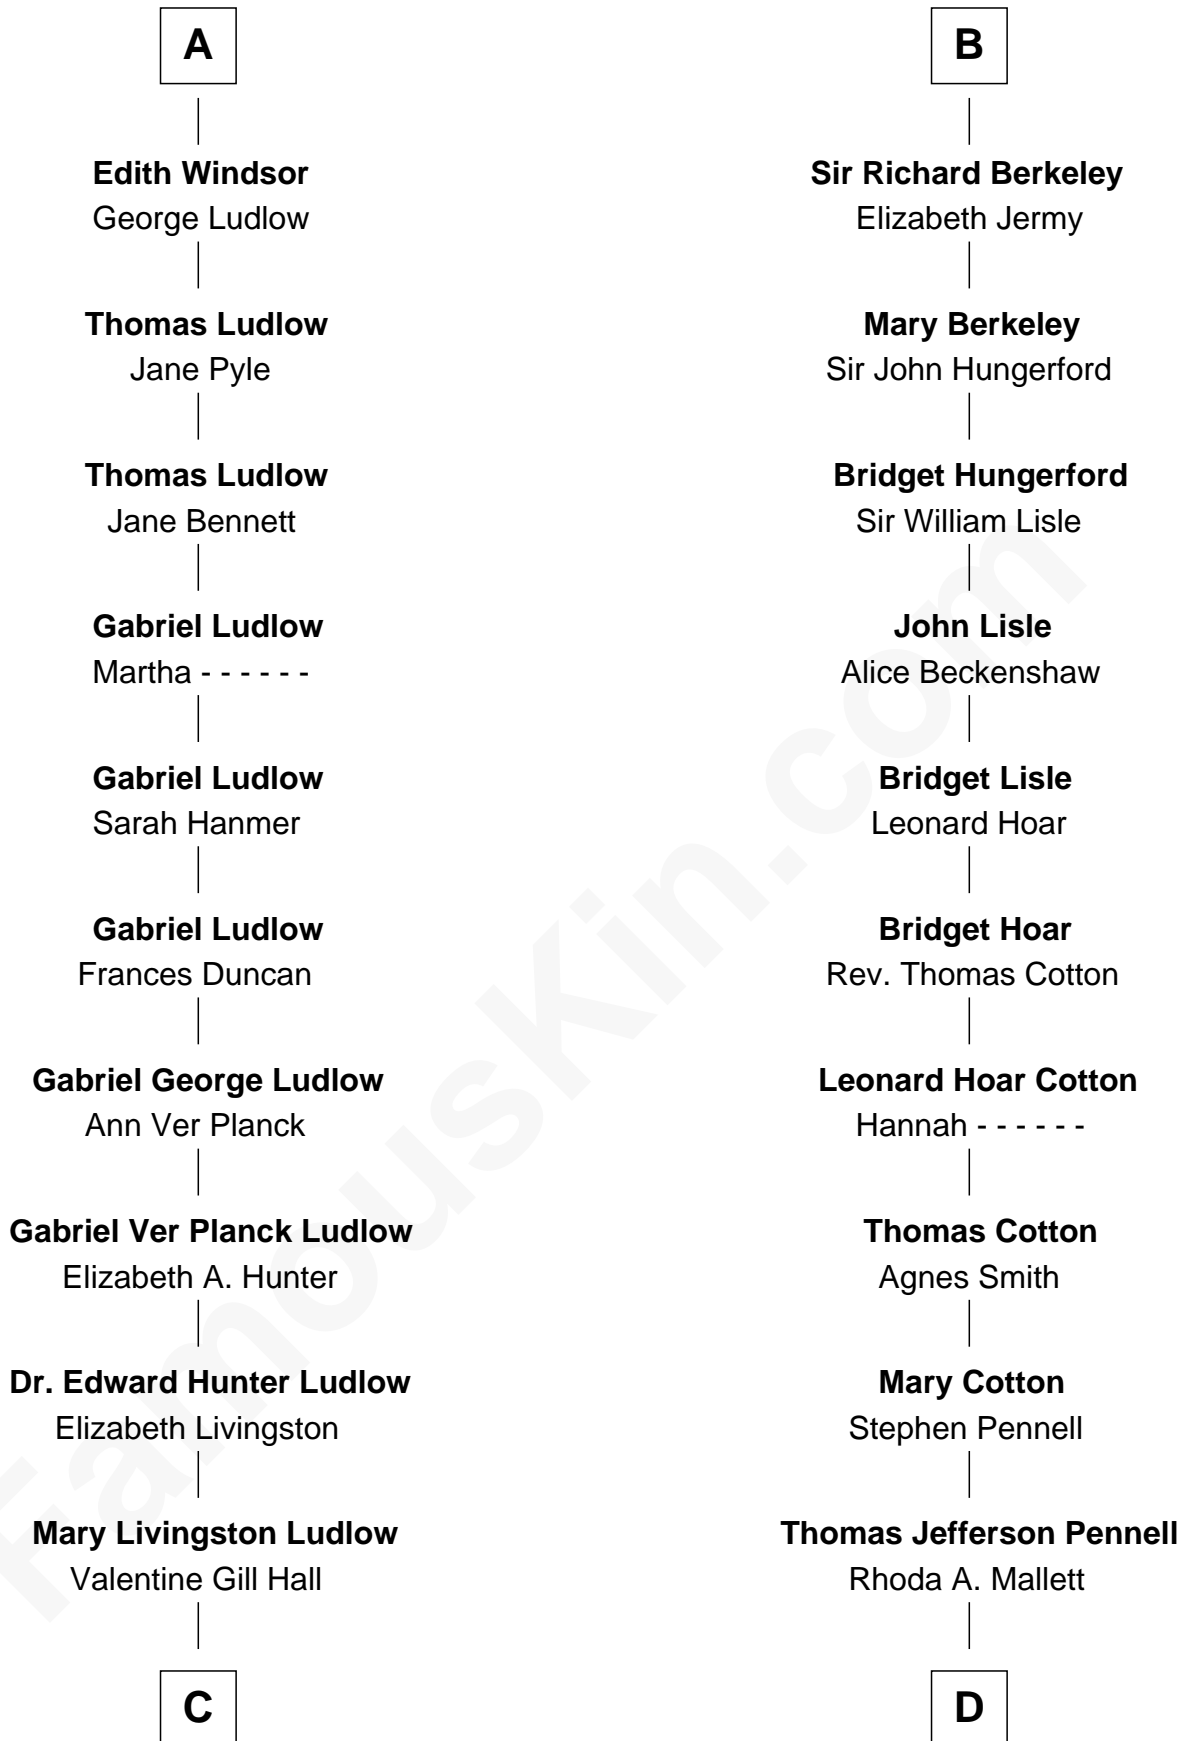 A
Edith Windsor
George Ludlow
Thomas Ludlow
Jane Pyle
Thomas Ludlow
Jane Bennett
Gabriel Ludlow
Martha - - - - - -
Gabriel Ludlow
Sarah Hanmer
Gabriel Ludlow
Frances Duncan
Gabriel George Ludlow
Ann Ver Planck
Gabriel Ver Planck Ludlow
Elizabeth A. Hunter
Dr. Edward Hunter Ludlow
Elizabeth Livingston
Mary Livingston Ludlow
Valentine Gill Hall
C
B
Sir Richard Berkeley
Elizabeth Jermy
Mary Berkeley
Sir John Hungerford
Bridget Hungerford
Sir William Lisle
John Lisle
Alice Beckenshaw
Bridget Lisle
Leonard Hoar
Bridget Hoar
Rev. Thomas Cotton
Leonard Hoar Cotton
Hannah - - - - - -
Thomas Cotton
Agnes Smith
Mary Cotton
Stephen Pennell
Thomas Jefferson Pennell
Rhoda A. Mallett
D
FamousKin.com